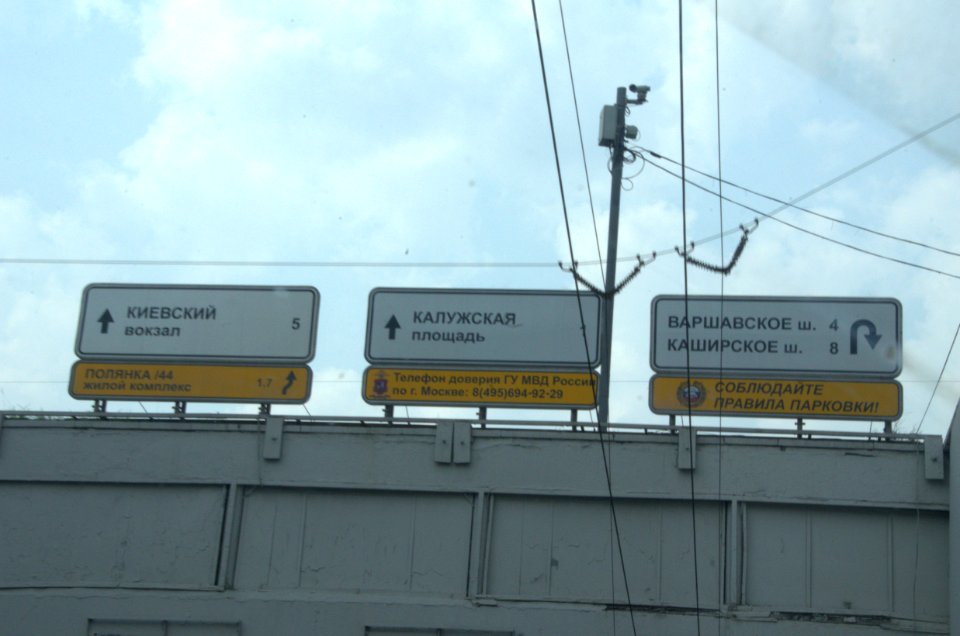 КИЕВСКИЙ
вокзал 5
ПОЛЯНКА /44
жилой комплекс 1.7
КАЛУЖСКАЯ
площадь
Телефон доверия ГУ МВД России
по г. Москве: 8(495)694-92-29
ВАРШАВСКОЕ ш. 4
КАШИРСКОЕ ш. 8
СОБЛЮДАЙТЕ
ПРАВИЛА ПАРКОВКИ!